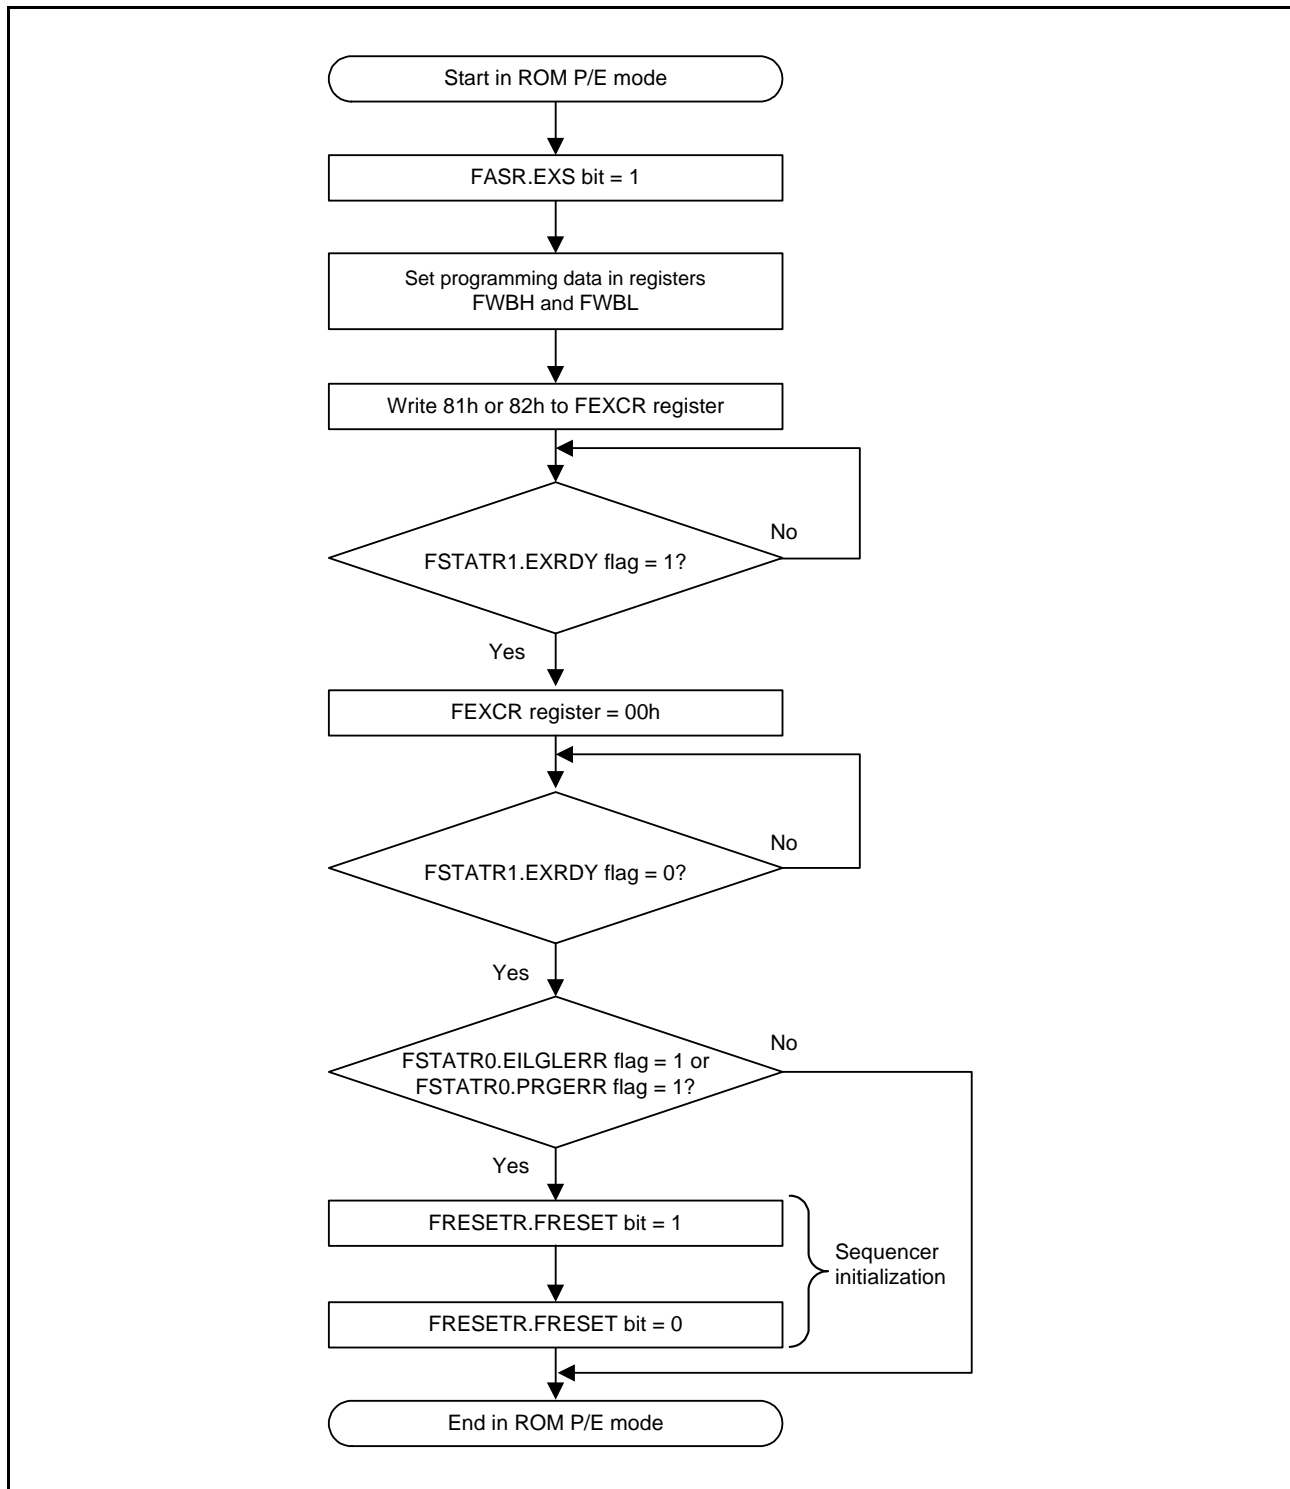 Start in ROM P/E mode
FASR.EXS bit = 1
Set programming data in registers
FWBH and FWBL
Write 81h or 82h to FEXCR register
No
FSTATR1.EXRDY flag = 1?
Yes
FEXCR register = 00h
No
FSTATR1.EXRDY flag = 0?
Yes
No
FSTATR0.EILGLERR flag = 1 or
FSTATR0.PRGERR flag = 1?
Yes
FRESETR.FRESET bit = 1
Sequencer
initialization
FRESETR.FRESET bit = 0
End in ROM P/E mode